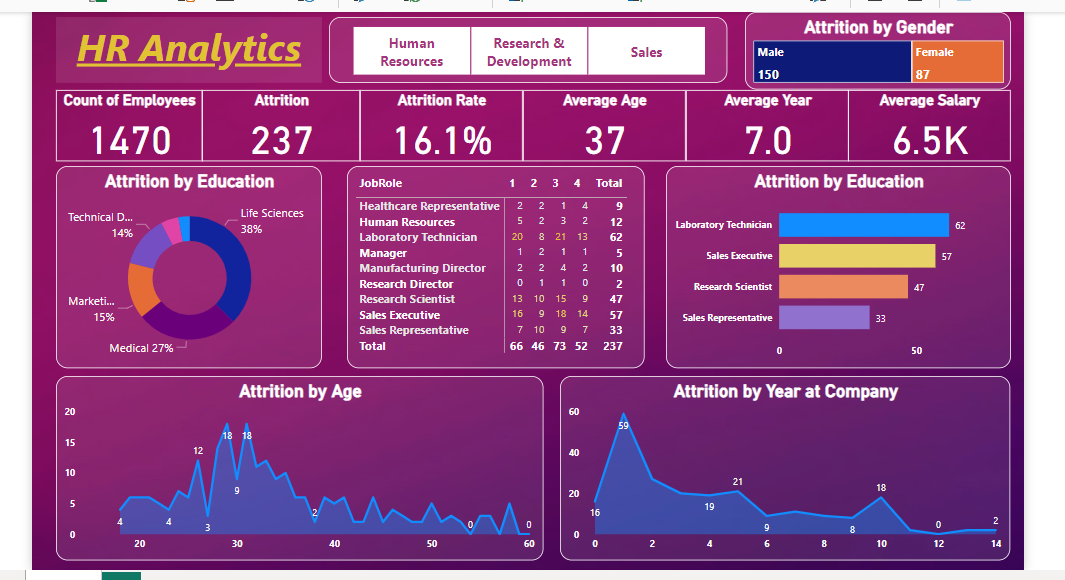 HR Analytics
Human
Resources
Research &
Development
Sales
Attrition by Gender
Male
150
Female
87
Count of Employees
1470
Attrition
237
Attrition Rate
16.1%
Average Age
37
Average Year
7.0
Average Salary
6.5K
Attrition by Education
Life Sciences
38%
Technical D...
14%
Marketi...
15%
Medical 27%
JobRole 1 2 3 4 Total
Healthcare Representative 2 2 1 4 9
Human Resources 5 2 3 2 12
Laboratory Technician 20 8 21 13 62
Manager 1 2 1 1 5
Manufacturing Director 2 2 4 2 10
Research Director 0 1 1 0 2
Research Scientist 13 10 15 9 47
Sales Executive 16 9 18 14 57
Sales Representative 7 10 9 7 33
Total 66 46 73 52 237
Attrition by Education
Laboratory Technician 62
Sales Executive 57
Research Scientist 47
Sales Representative 33
0 50
Attrition by Age
20
15
10
5
0
4 4 12 3 18 9 18 2 0 0
20 30 40 50 60
Attrition by Year at Company
60
40
20
0
16 59 19 21 9 8 18 0 2
0 2 4 6 8 10 12 14